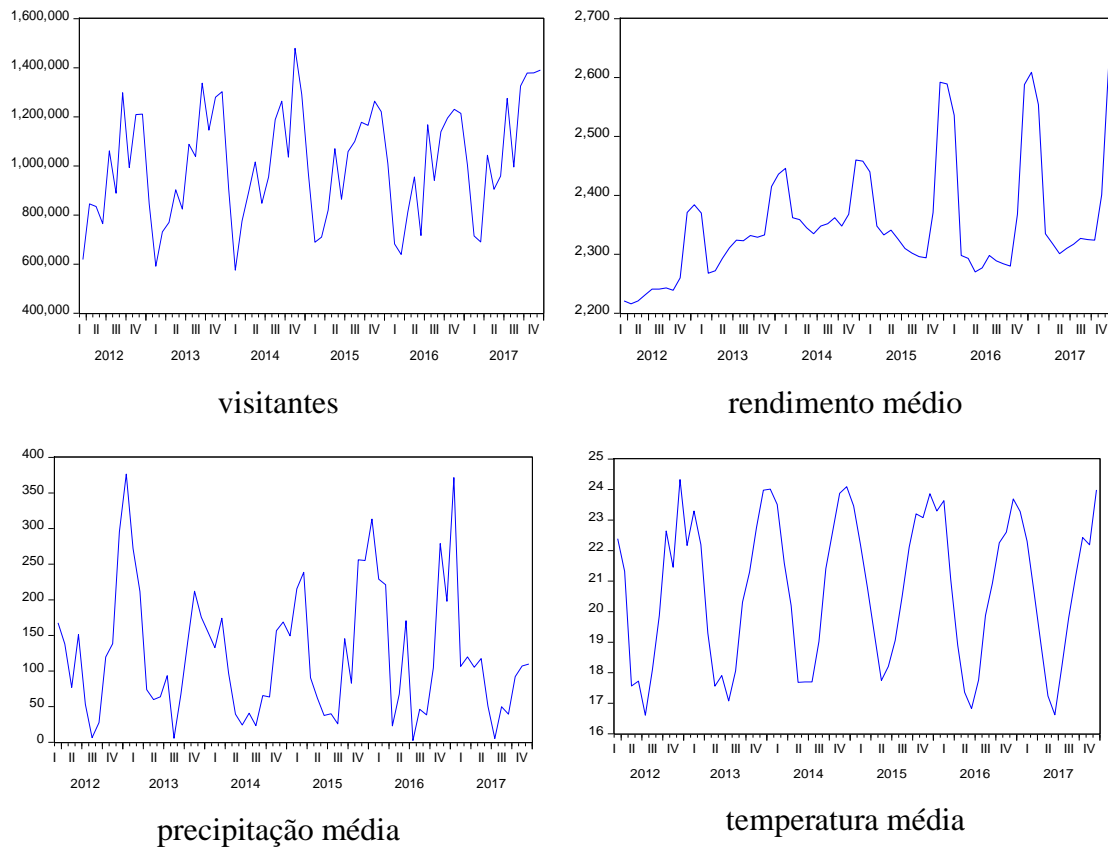 1,600,000
1,400,000
1,200,000
1,000,000
800,000
600,000
400,000
I II III IV I II III IV I II III IV I II III IV I II III IV I II III IV
2012 2013 2014 2015 2016 2017
visitantes
2,700
2,600
2,500
2,400
2,300
2,200
I II III IV I II III IV I II III IV I II III IV I II III IV I II III IV
2012 2013 2014 2015 2016 2017
rendimento médio
400
350
300
250
200
150
100
50
0
I II III IV I II III IV I II III IV I II III IV I II III IV I II III IV
2012 2013 2014 2015 2016 2017
precipitação média
25
24
23
22
21
20
19
18
17
16
I II III IV I II III IV I II III IV I II III IV I II III IV I II III IV
2012 2013 2014 2015 2016 2017
temperatura média